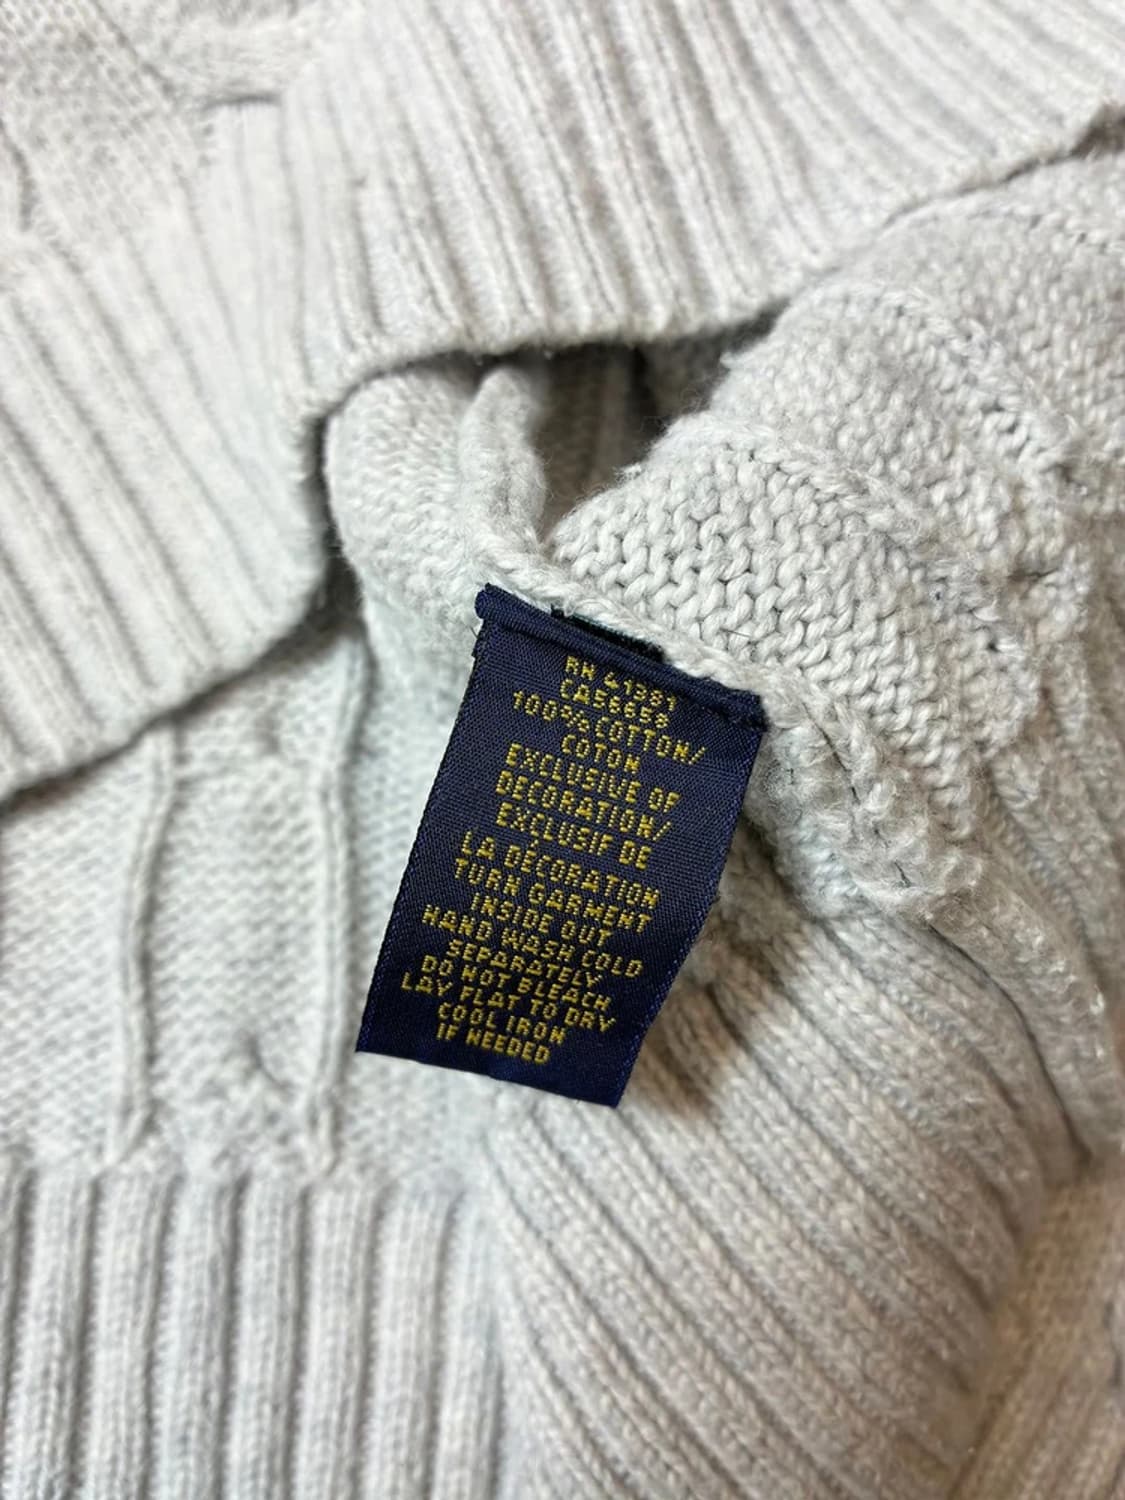 RN 41381
CA56668
100% COTTON/
COTON
EXCLUSIVE OF
DECORATION/
EXCLUSIF DE
LA DÉCORATION
TURN GARMENT
INSIDE OUT
HAND WASH COLD
SEPARATELY
DO NOT BLEACH
LAY FLAT TO DRY
COOL IRON
IF NEEDED